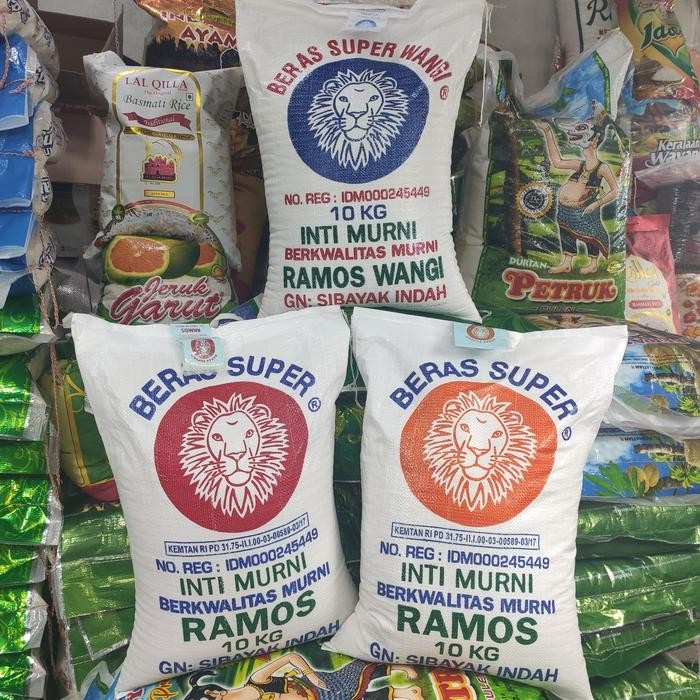 AYAM
LAL QILLA
The Original
Basmati Rice
Traditional
Jeruk
Garut
BERAS SUPER WANGI
®
NO. REG : IDM000245449
10 KG
INTI MURNI
BERKWALITAS MURNI
RAMOS WANGI
GN: SIBAYAK INDAH
DURIAN
PETRUK
PULEN
Kerajaan
Wayang
BERAS SUPER
®
KEMTAN RI PD 31.75-II.I.00-03-00589-03/17
NO. REG : IDM000245449
INTI MURNI
BERKWALITAS MURNI
RAMOS
10 KG
GN: SIBAYAK INDAH
BERAS SUPER
®
KEMTAN RI PD 31.75-II.I.00-03-00589-03/17
NO. REG : IDM000245449
INTI MURNI
BERKWALITAS MURNI
RAMOS
10 KG
GN: SIBAYAK INDAH